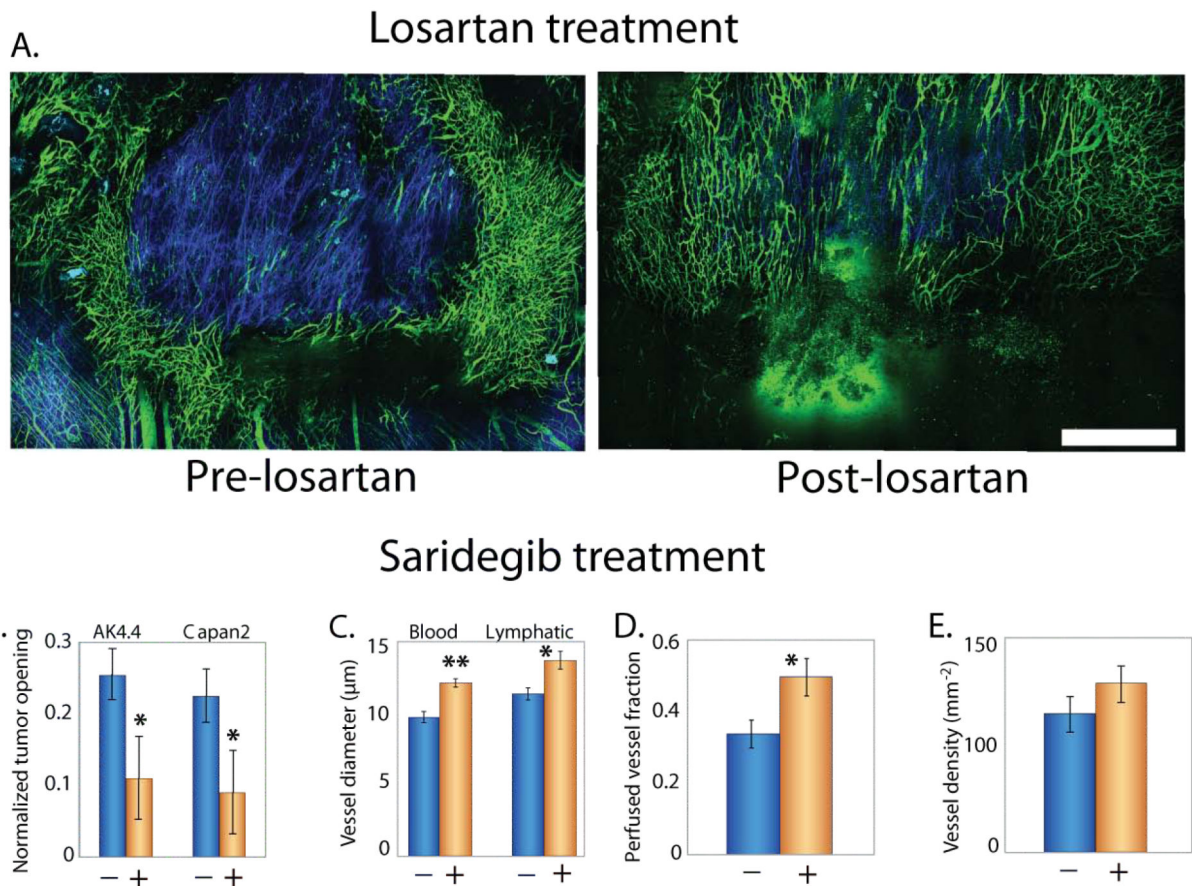 Losartan treatment
A.
Pre-losartan
Post-losartan
Saridegib treatment
.
AK4.4 Capan2
Normalized tumor opening
0.3
0.2
0.1
0
− + − +
C.
Blood Lymphatic
Vessel diameter (µm)
15
10
5
0
** *
− + − +
D.
Perfused vessel fraction
0.6
0.4
0.2
0
*
− +
E.
Vessel density (mm-2)
150
100
0
− +
* *